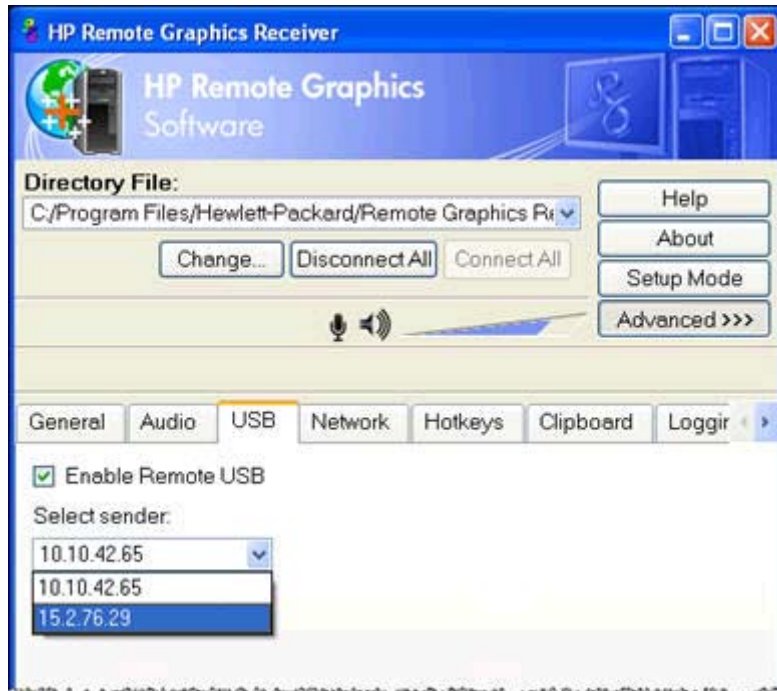 HP Remote Graphics Receiver
HP Remote Graphics
Software
Directory File:
C:/Program Files/Hewlett-Packard/Remote Graphics Re
Help
About
Change... Disconnect All Connect All
Setup Mode
Advanced >>>
General Audio USB Network Hotkeys Clipboard Loggin
Enable Remote USB
Select sender:
10.10.42.65
10.10.42.65
15.2.76.29